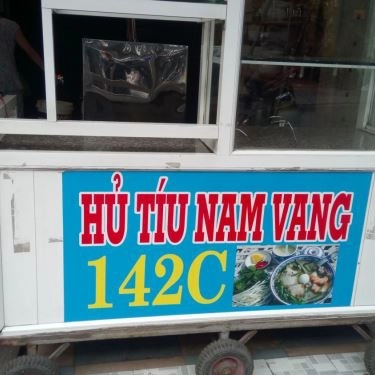 HỦ TÍU NAM VANG
142C